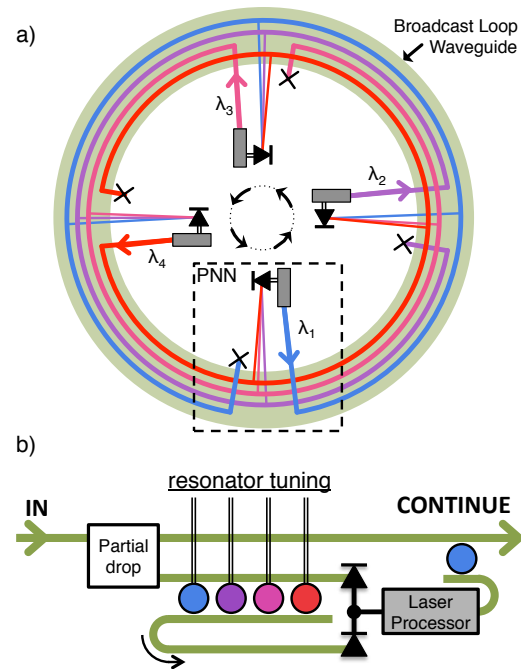 a)
Broadcast Loop
Waveguide
λ3
λ2
λ4
PNN
λ1
b)
resonator tuning
IN
CONTINUE
Partial
drop
Laser
Processor